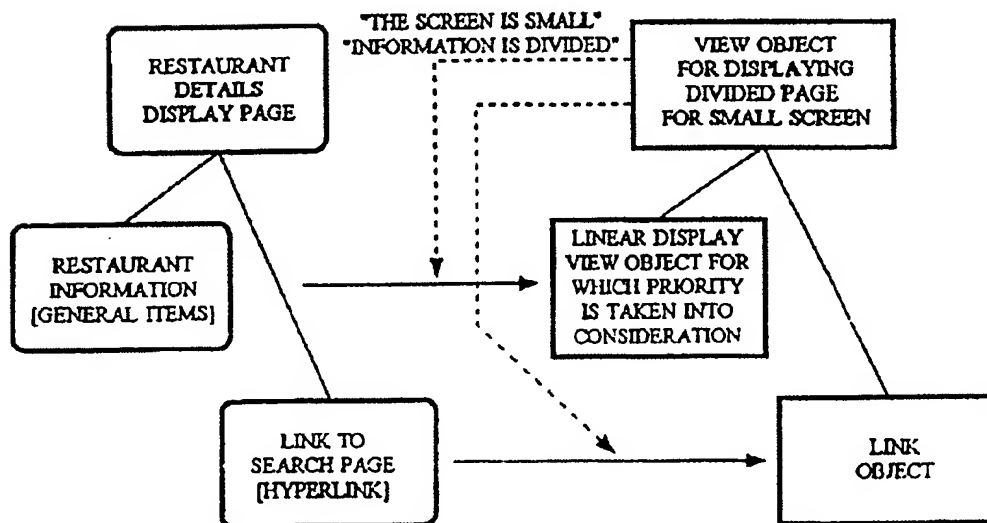 "THE SCREEN IS SMALL"
"INFORMATION IS DIVIDED"
RESTAURANT
DETAILS
DISPLAY PAGE
VIEW OBJECT
FOR DISPLAYING
DIVIDED PAGE
FOR SMALL SCREEN
RESTAURANT
INFORMATION
[GENERAL ITEMS]
LINEAR DISPLAY
VIEW OBJECT FOR
WHICH PRIORITY
IS TAKEN INTO
CONSIDERATION
LINK TO
SEARCH PAGE
[HYPERLINK]
LINK
OBJECT